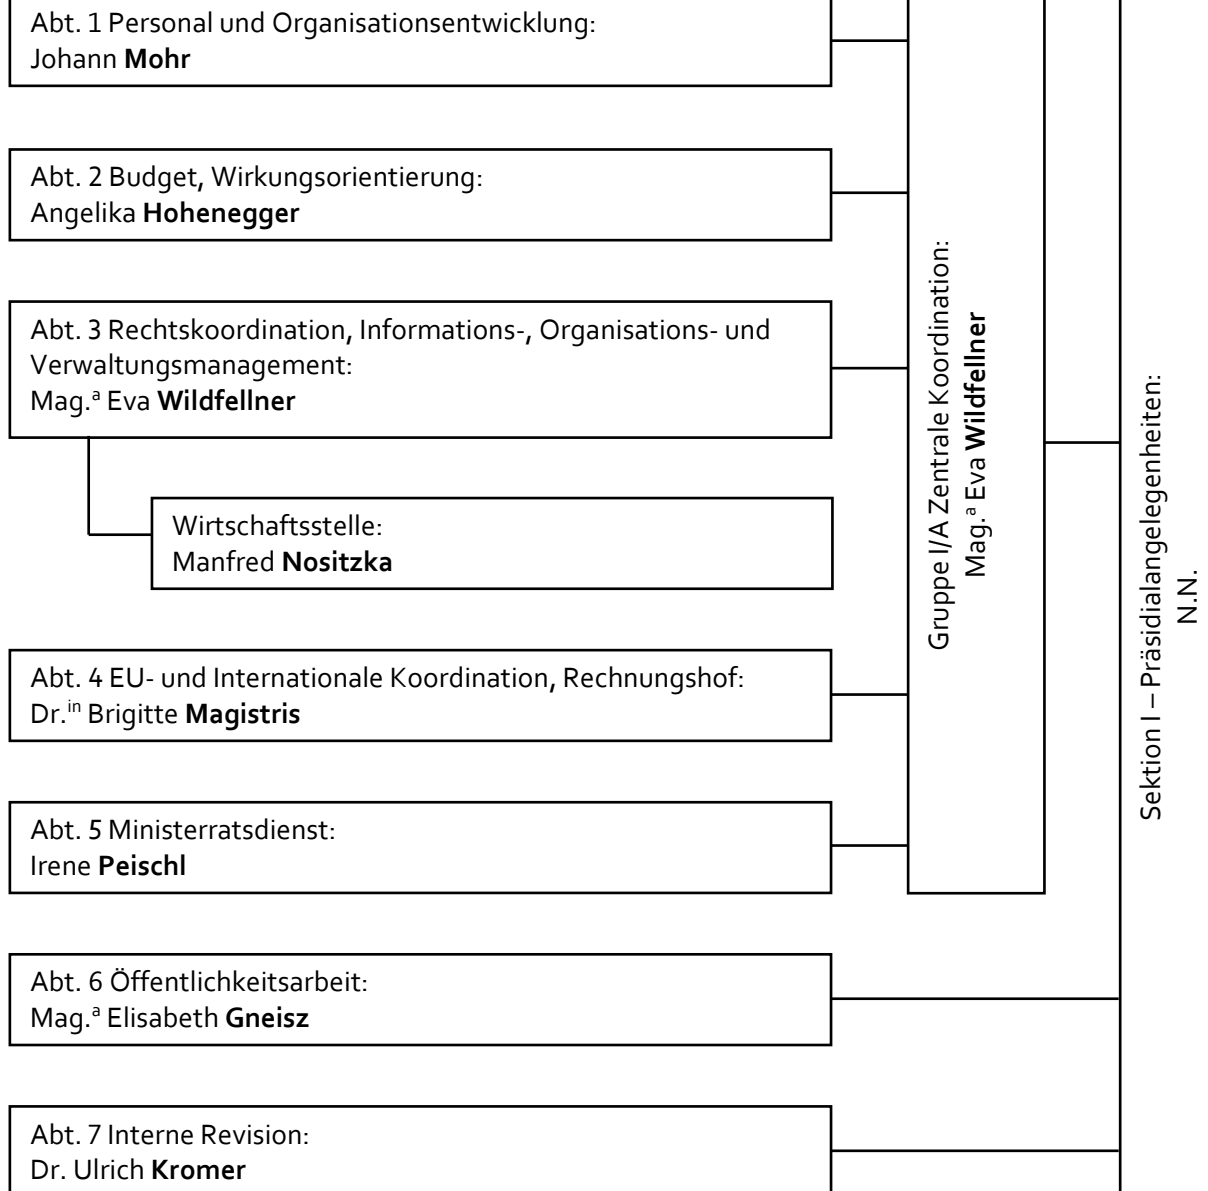 Abt. 1 Personal und Organisationsentwicklung:
Johann Mohr
Abt. 2 Budget, Wirkungsorientierung:
Angelika Hohenegger
Abt. 3 Rechtskoordination, Informations-, Organisations- und
Verwaltungsmanagement:
Mag.ª Eva Wildfellner
Wirtschaftsstelle:
Manfred Nositzka
Abt. 4 EU- und Internationale Koordination, Rechnungshof:
Dr.ⁱⁿ Brigitte Magistris
Abt. 5 Ministerratsdienst:
Irene Peischl
Abt. 6 Öffentlichkeitsarbeit:
Mag.ª Elisabeth Gneisz
Abt. 7 Interne Revision:
Dr. Ulrich Kromer
Gruppe I/A Zentrale Koordination:
Mag.ª Eva Wildfellner
Sektion I – Präsidialangelegenheiten:
N.N.